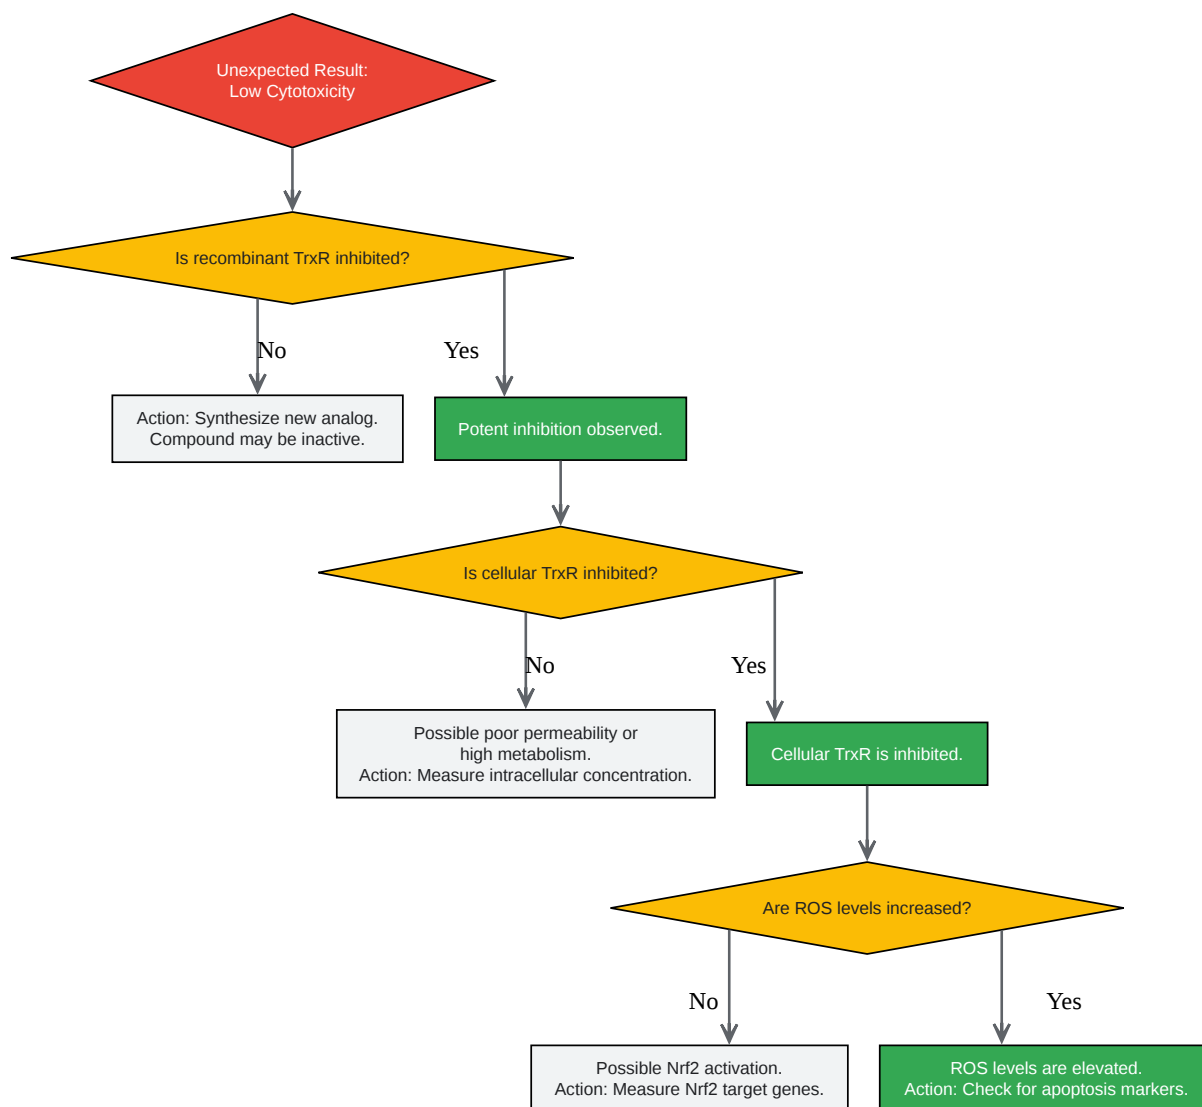 Unexpected Result:
Low Cytotoxicity
Is recombinant TrxR inhibited?
No
Yes
Action: Synthesize new analog.
Compound may be inactive.
Potent inhibition observed.
Is cellular TrxR inhibited?
No
Yes
Possible poor permeability or
high metabolism.
Action: Measure intracellular concentration.
Cellular TrxR is inhibited.
Are ROS levels increased?
No
Yes
Possible Nrf2 activation.
Action: Measure Nrf2 target genes.
ROS levels are elevated.
Action: Check for apoptosis markers.